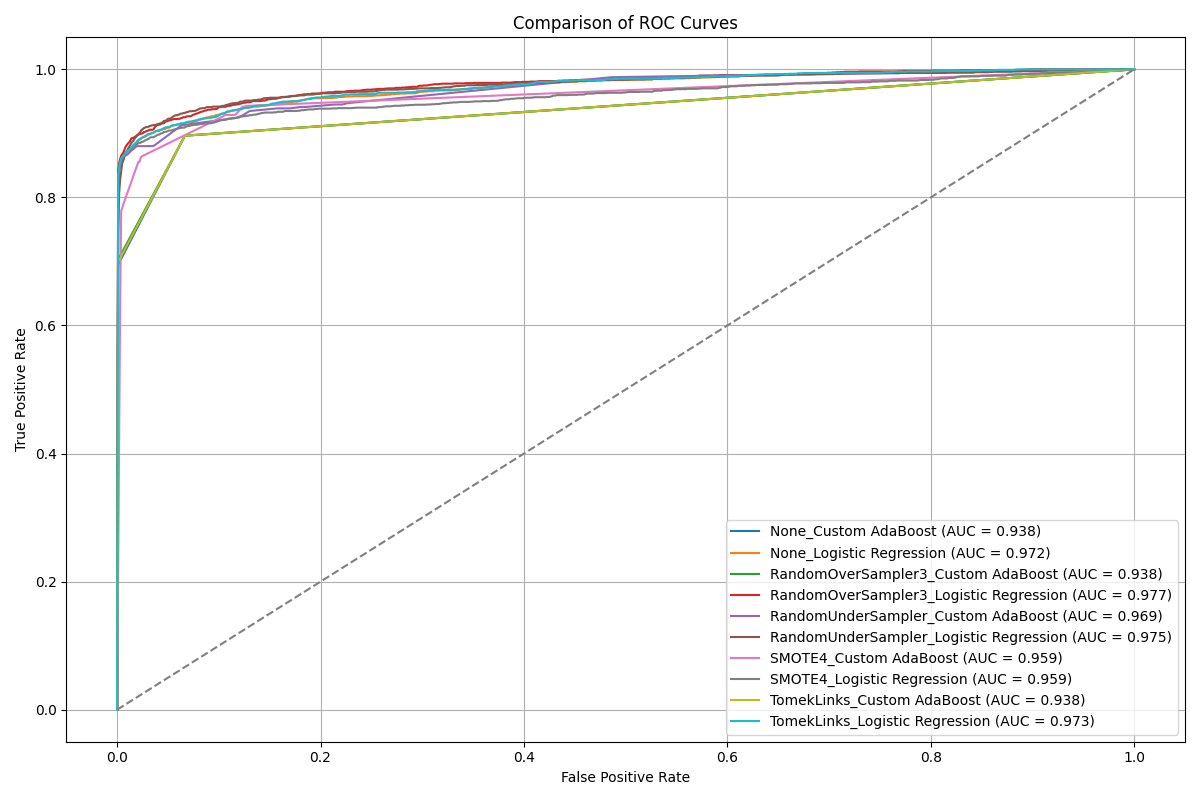 Comparison of ROC Curves
True Positive Rate
1.0
0.8
0.6
0.4
0.2
0.0
None_Custom AdaBoost (AUC = 0.938)
None_Logistic Regression (AUC = 0.972)
RandomOverSampler3_Custom AdaBoost (AUC = 0.938)
RandomOverSampler3_Logistic Regression (AUC = 0.977)
RandomUnderSampler_Custom AdaBoost (AUC = 0.969)
RandomUnderSampler_Logistic Regression (AUC = 0.975)
SMOTE4_Custom AdaBoost (AUC = 0.959)
SMOTE4_Logistic Regression (AUC = 0.959)
TomekLinks_Custom AdaBoost (AUC = 0.938)
TomekLinks_Logistic Regression (AUC = 0.973)
0.0 0.2 0.4 0.6 0.8 1.0
False Positive Rate